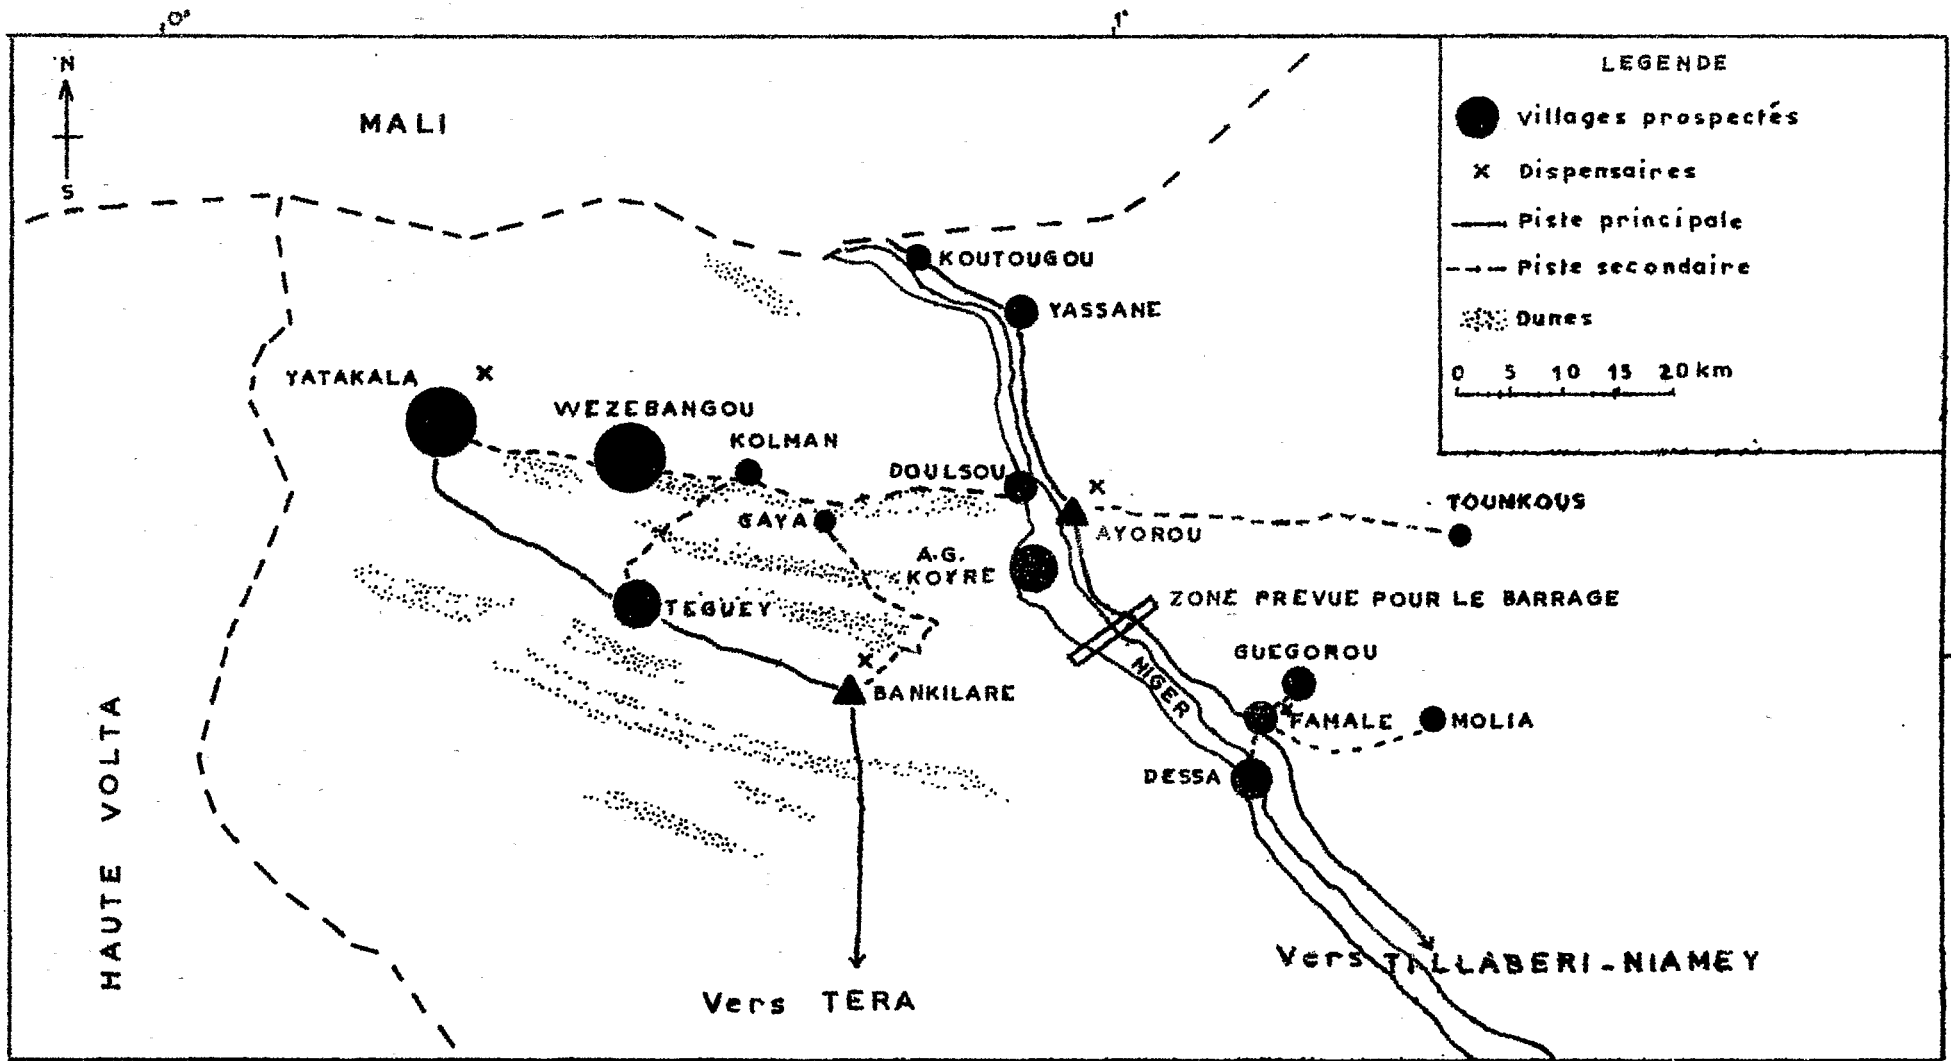 0°
1°
N
S
MALI
LEGENDE
villages prospectés
x Dispensaires
Piste principale
Piste secondaire
Dunes
0 5 10 15 20 km
KOUTOUGOU
YASSANE
YATAKALA
WEZEBANGOU
KOLMAN
DOULSOU
GAYA
AYOROU
TOUNKOUS
A.G.
KOYRE
TEGUEY
ZONE PREVUE POUR LE BARRAGE
GUEGOROU
BANKILARE
NIGER
FAMALE
MOLIA
DESSA
HAUTE VOLTA
Vers TILLABERI-NIAMEY
Vers TERA